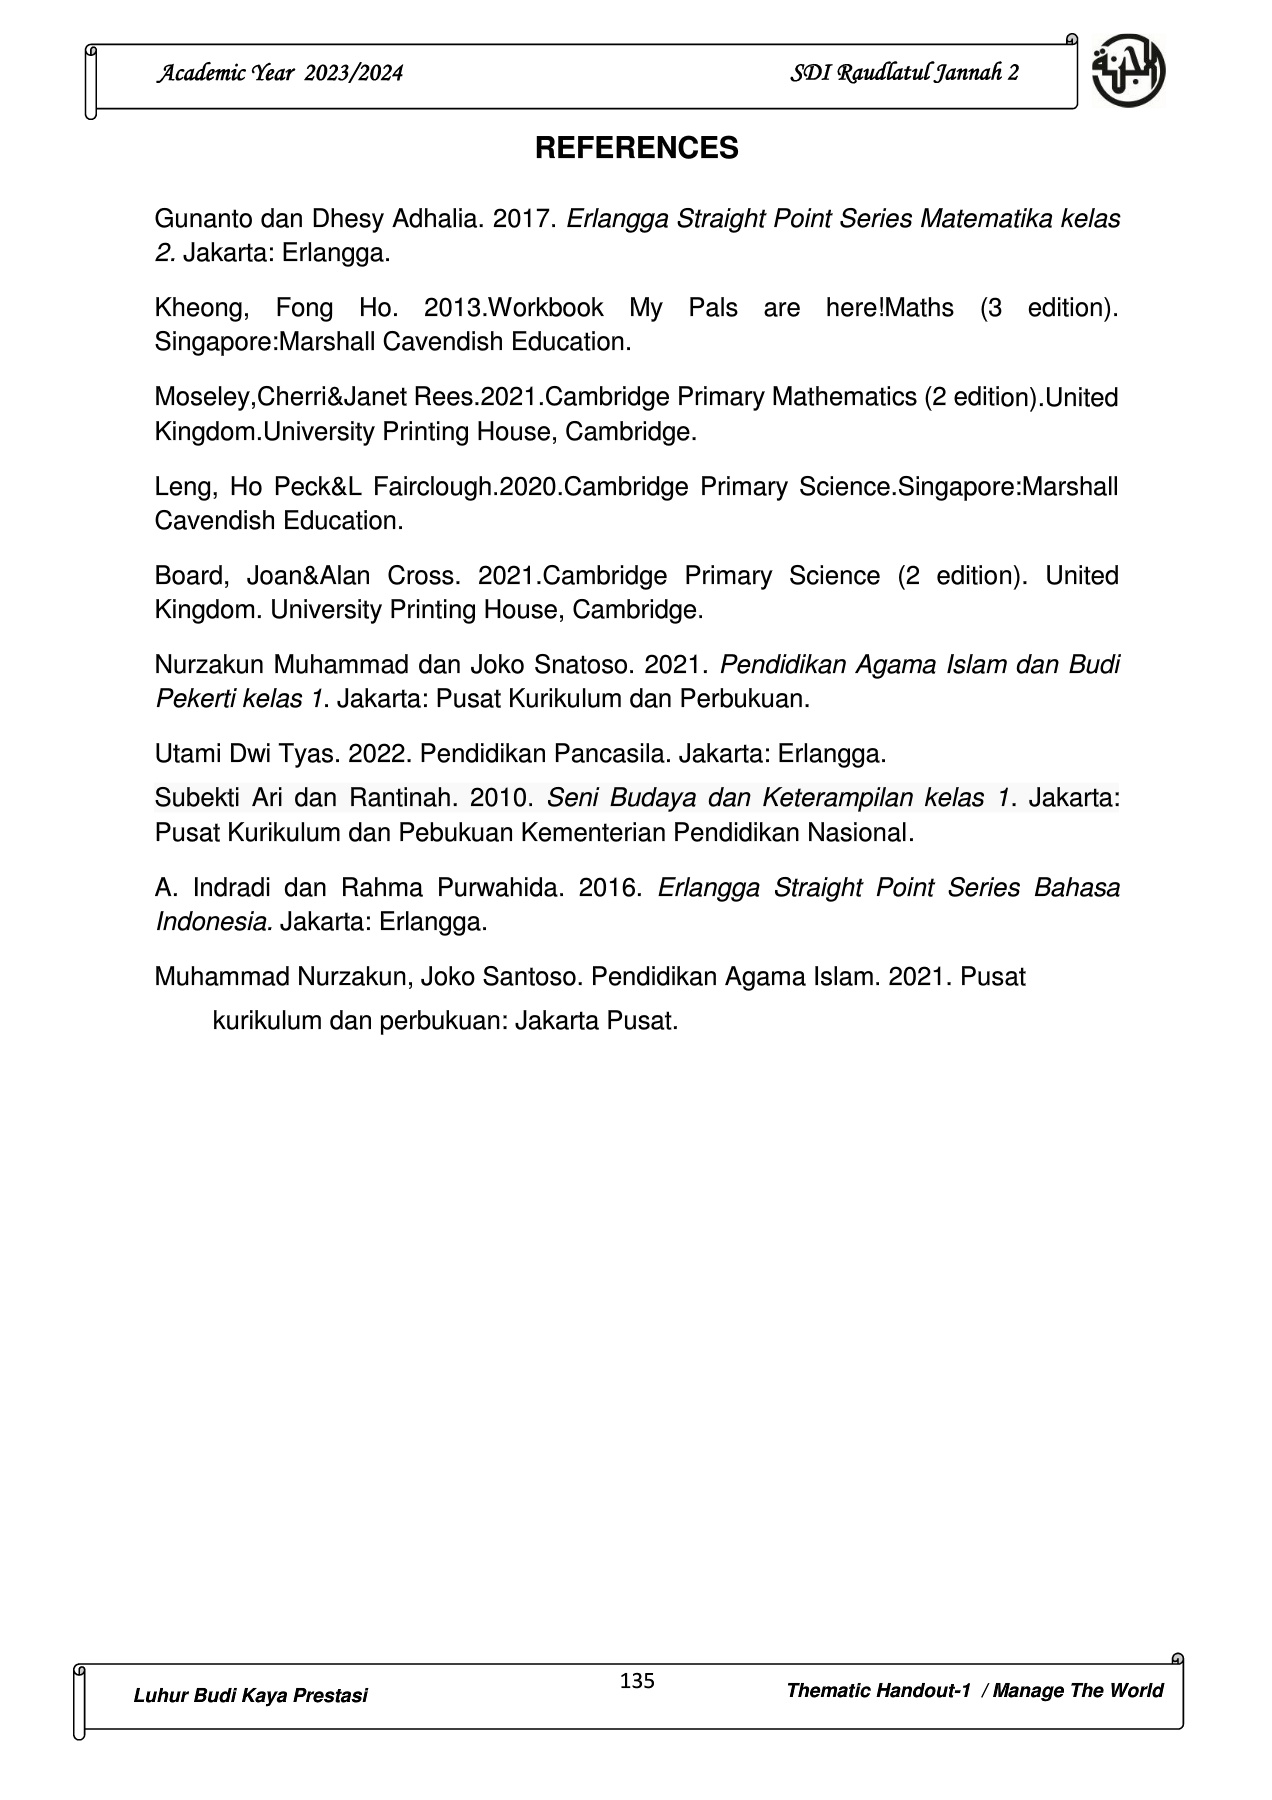 Academic Year 2023/2024 SDI Raudlatul Jannah 2
REFERENCES
Gunanto dan Dhesy Adhalia. 2017. Erlangga Straight Point Series Matematika kelas
2. Jakarta: Erlangga.
Kheong, Fong Ho. 2013.Workbook My Pals are here!Maths (3 edition).
Singapore:Marshall Cavendish Education.
Moseley,Cherri&Janet Rees.2021.Cambridge Primary Mathematics (2 edition).United
Kingdom.University Printing House, Cambridge.
Leng, Ho Peck&L Fairclough.2020.Cambridge Primary Science.Singapore:Marshall
Cavendish Education.
Board, Joan&Alan Cross. 2021.Cambridge Primary Science (2 edition). United
Kingdom. University Printing House, Cambridge.
Nurzakun Muhammad dan Joko Snatoso. 2021. Pendidikan Agama Islam dan Budi
Pekerti kelas 1. Jakarta: Pusat Kurikulum dan Perbukuan.
Utami Dwi Tyas. 2022. Pendidikan Pancasila. Jakarta: Erlangga.
Subekti Ari dan Rantinah. 2010. Seni Budaya dan Keterampilan kelas 1. Jakarta:
Pusat Kurikulum dan Pebukuan Kementerian Pendidikan Nasional.
A. Indradi dan Rahma Purwahida. 2016. Erlangga Straight Point Series Bahasa
Indonesia. Jakarta: Erlangga.
Muhammad Nurzakun, Joko Santoso. Pendidikan Agama Islam. 2021. Pusat
kurikulum dan perbukuan: Jakarta Pusat.
Luhur Budi Kaya Prestasi 135 Thematic Handout-1 / Manage The World